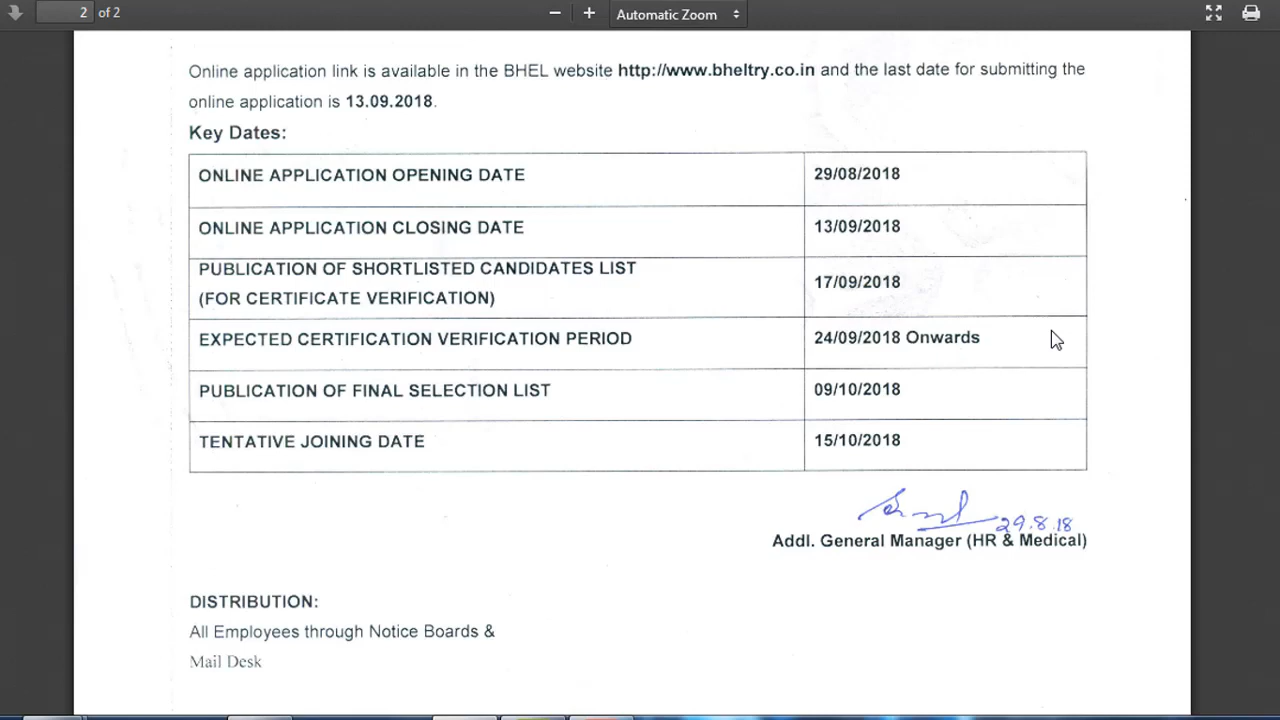 2 of 2
Automatic Zoom
Online application link is available in the BHEL website http://www.bheltry.co.in and the last date for submitting the
online application is 13.09.2018.
Key Dates:
ONLINE APPLICATION OPENING DATE 29/08/2018
ONLINE APPLICATION CLOSING DATE 13/09/2018
PUBLICATION OF SHORTLISTED CANDIDATES LIST
(FOR CERTIFICATE VERIFICATION) 17/09/2018
EXPECTED CERTIFICATION VERIFICATION PERIOD 24/09/2018 Onwards
PUBLICATION OF FINAL SELECTION LIST 09/10/2018
TENTATIVE JOINING DATE 15/10/2018
29.8.18
Addl. General Manager (HR & Medical)
DISTRIBUTION:
All Employees through Notice Boards &
Mail Desk